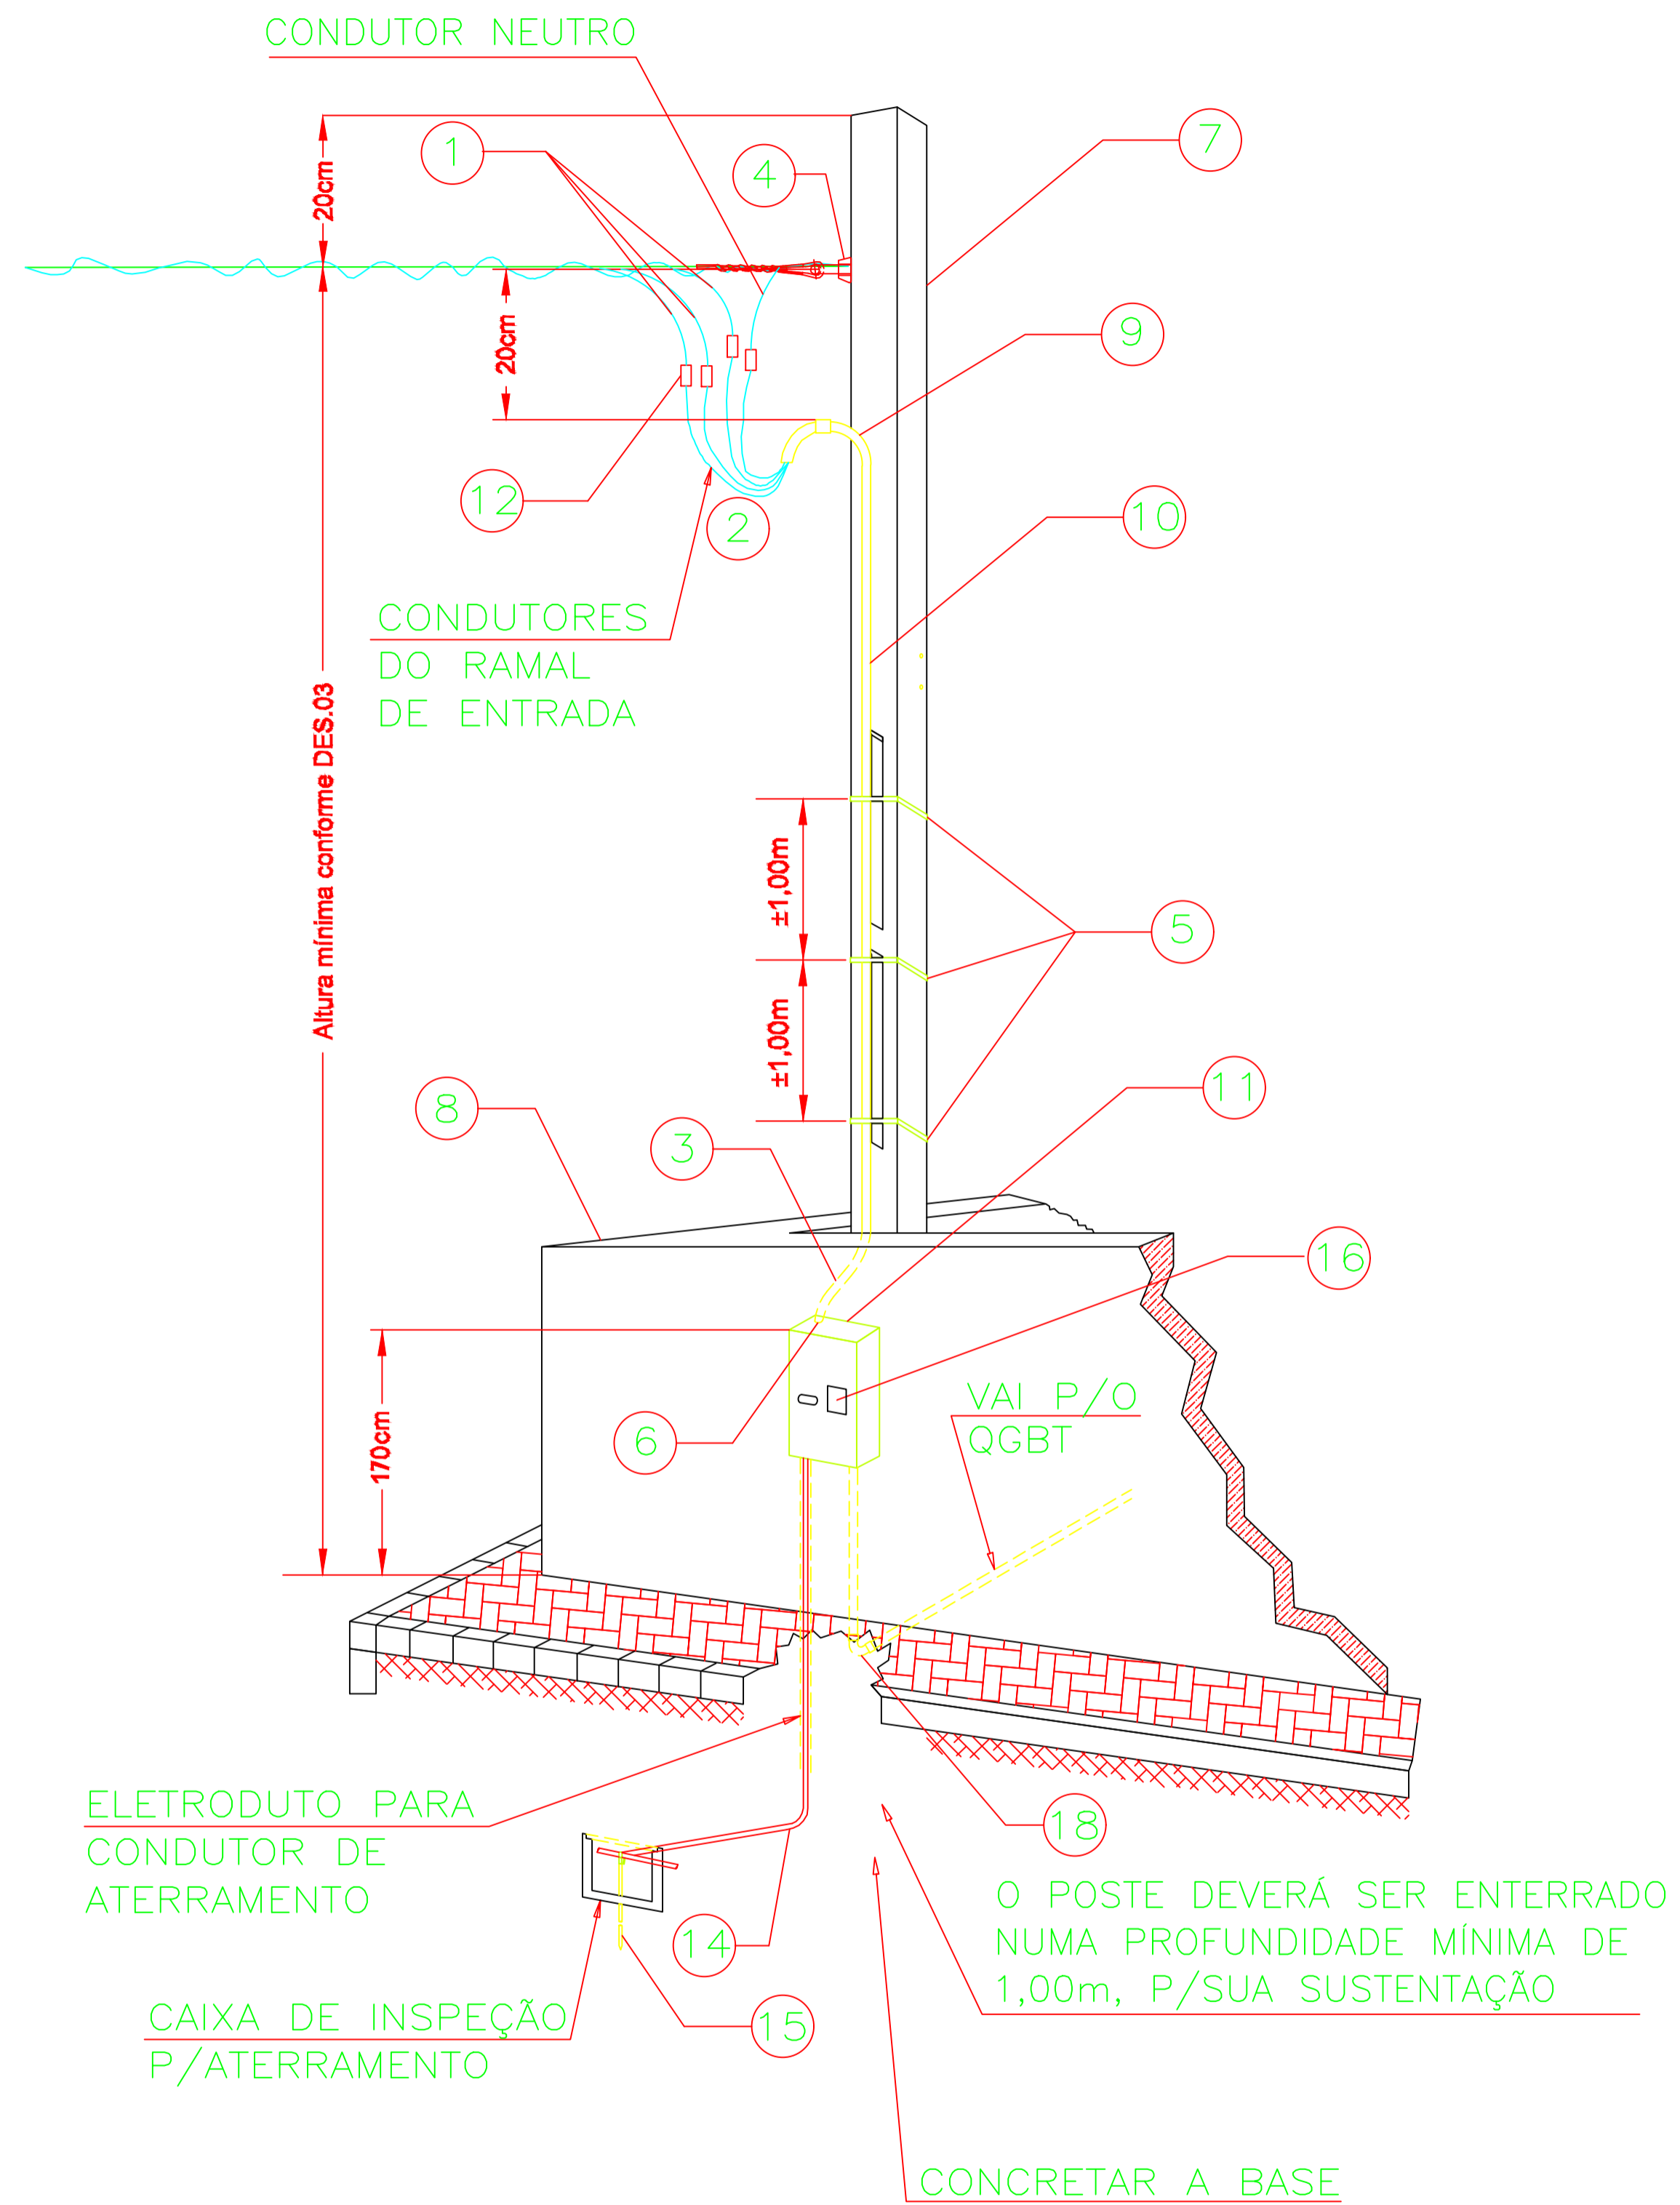 CONDUTOR NEUTRO
1
4
7
20cm
20cm
9
12
2
10
CONDUTORES
DO RAMAL
DE ENTRADA
Altura mínima conforme DES.03
±1,00m
5
±1,00m
8
3
11
16
170cm
6
VAI P/O
QGBT
ELETRODUTO PARA
CONDUTOR DE
ATERRAMENTO
18
14
O POSTE DEVERÁ SER ENTERRADO
NUMA PROFUNDIDADE MÍNIMA DE
1,00m, P/SUA SUSTENTAÇÃO
15
CAIXA DE INSPEÇÃO
P/ATERRAMENTO
CONCRETAR A BASE